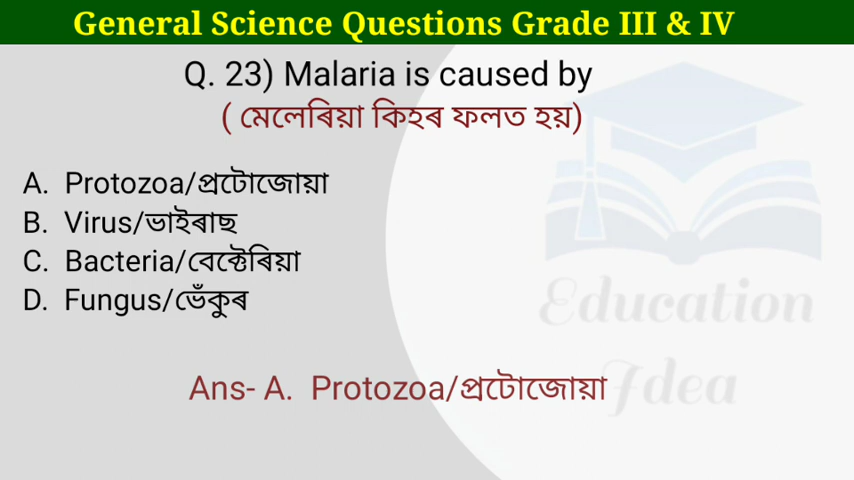 General Science Questions Grade III & IV
Q. 23) Malaria is caused by
( মেলেৰিয়া কিহৰ ফলত হয়)
A. Protozoa/প্ৰটোজোয়া
B. Virus/ভাইৰাছ
C. Bacteria/বেক্টেৰিয়া
D. Fungus/ভেঁকুৰ
Education
Idea
Ans- A. Protozoa/প্ৰটোজোয়া